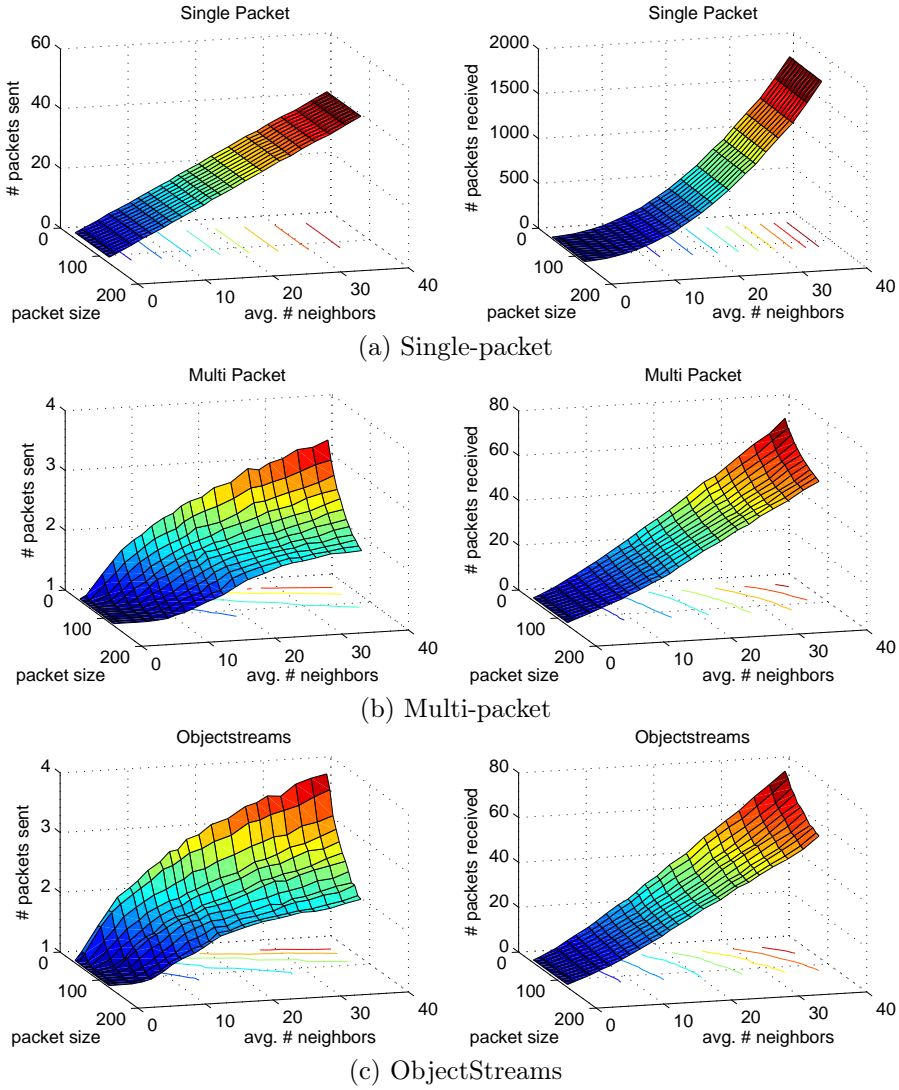 Single Packet
60
40
20
0
# packets sent
0
100
200
packet size
0
10
20
30
40
avg. # neighbors
Single Packet
2000
1500
1000
500
0
# packets received
0
100
200
packet size
0
10
20
30
40
avg. # neighbors
(a) Single-packet
Multi Packet
4
3
2
1
# packets sent
0
100
200
packet size
0
10
20
30
40
avg. # neighbors
Multi Packet
80
60
40
20
0
# packets received
0
100
200
packet size
0
10
20
30
40
avg. # neighbors
(b) Multi-packet
Objectstreams
4
3
2
1
# packets sent
0
100
200
packet size
0
10
20
30
40
avg. # neighbors
Objectstreams
80
60
40
20
0
# packets received
0
100
200
packet size
0
10
20
30
40
avg. # neighbors
(c) ObjectStreams